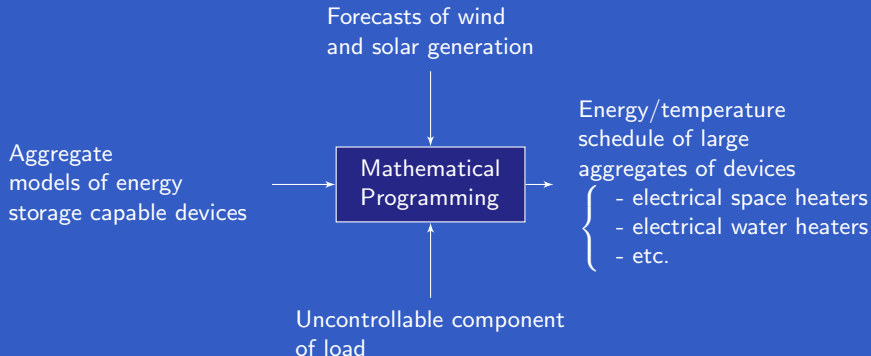 Forecasts of wind
and solar generation
Aggregate
models of energy
storage capable devices
Mathematical
Programming
Energy/temperature
schedule of large
aggregates of devices
- electrical space heaters
- electrical water heaters
- etc.
Uncontrollable component
of load